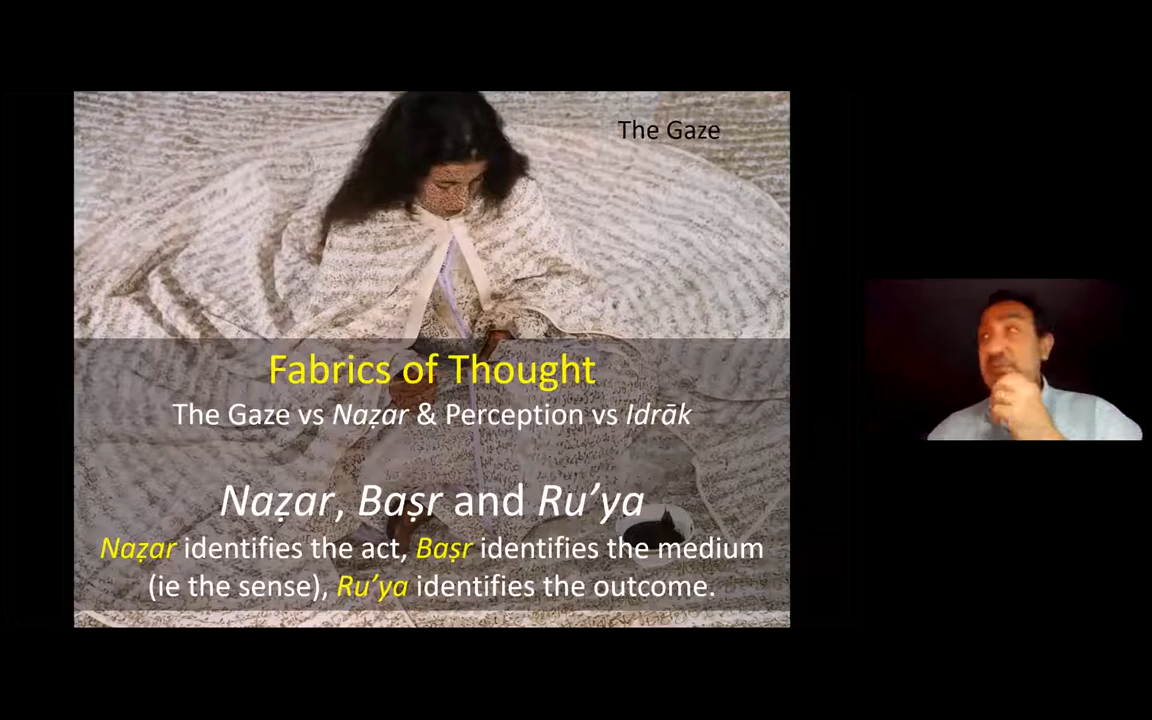 The Gaze
Fabrics of Thought
The Gaze vs Naẓar & Perception vs Idrāk
Naẓar, Baṣr and Ru’ya
Naẓar identifies the act, Baṣr identifies the medium
(ie the sense), Ru’ya identifies the outcome.